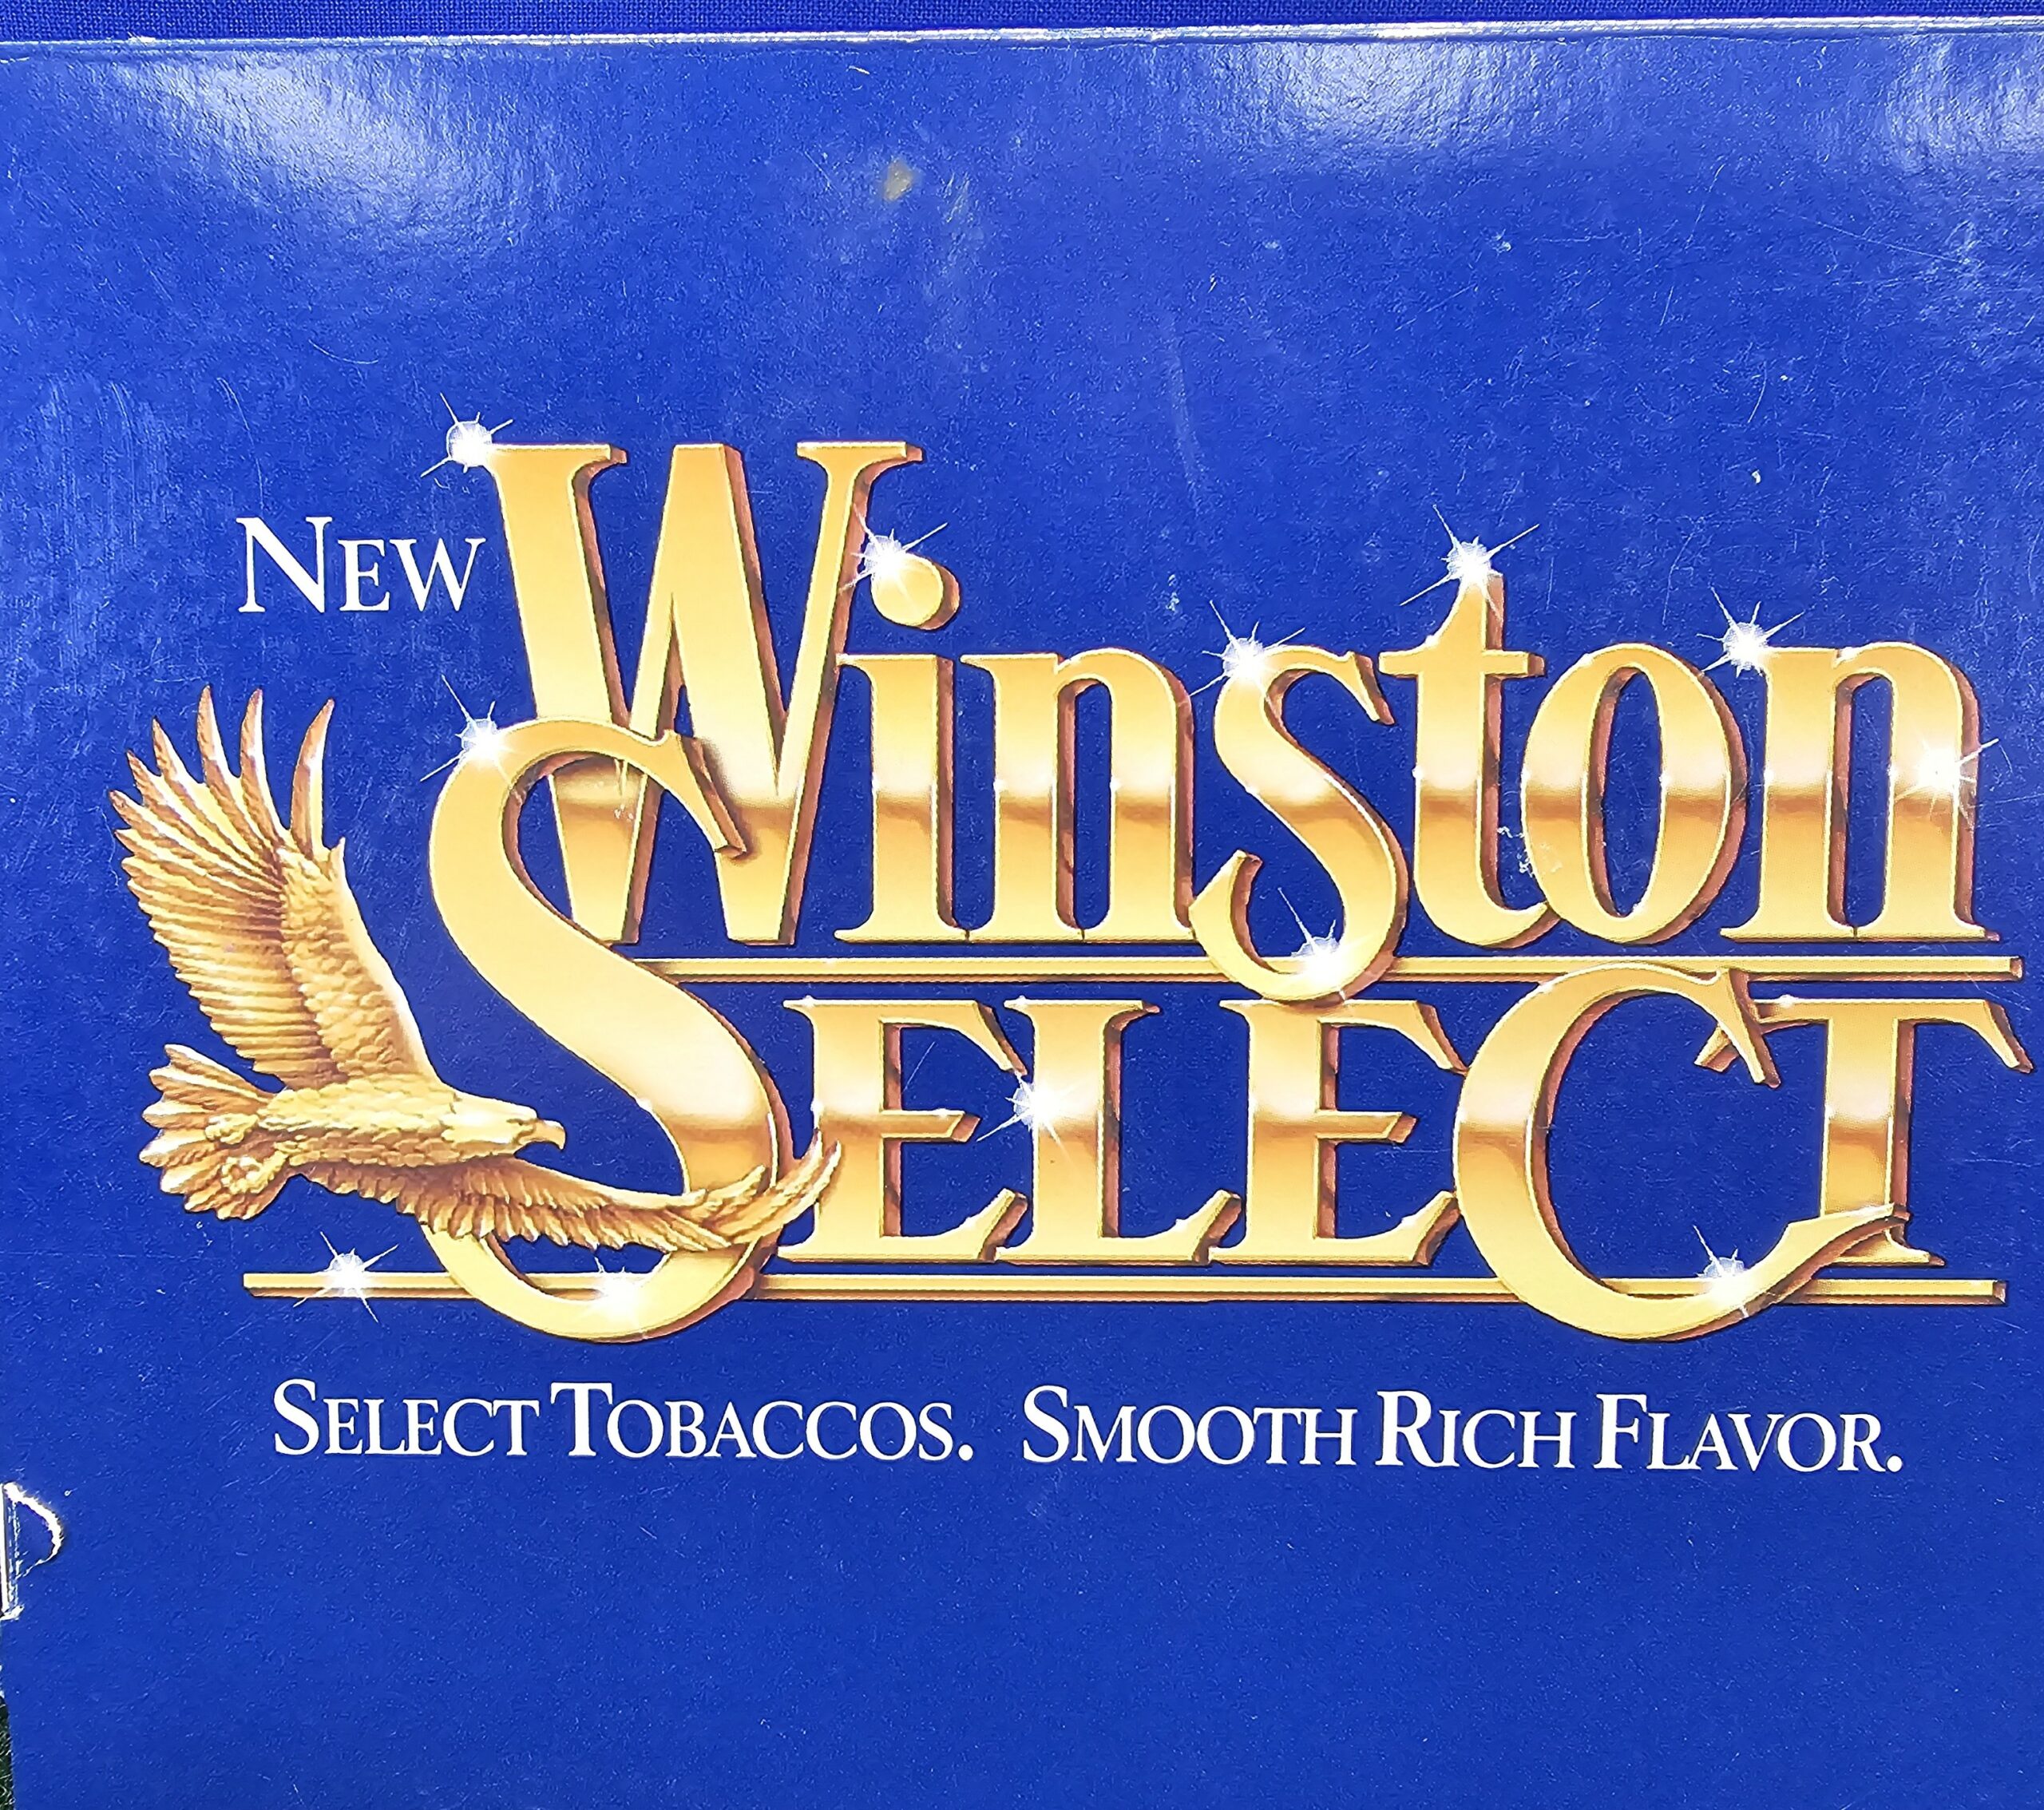 NEW
Winston
SELECT
SELECT TOBACCOS. SMOOTH RICH FLAVOR.